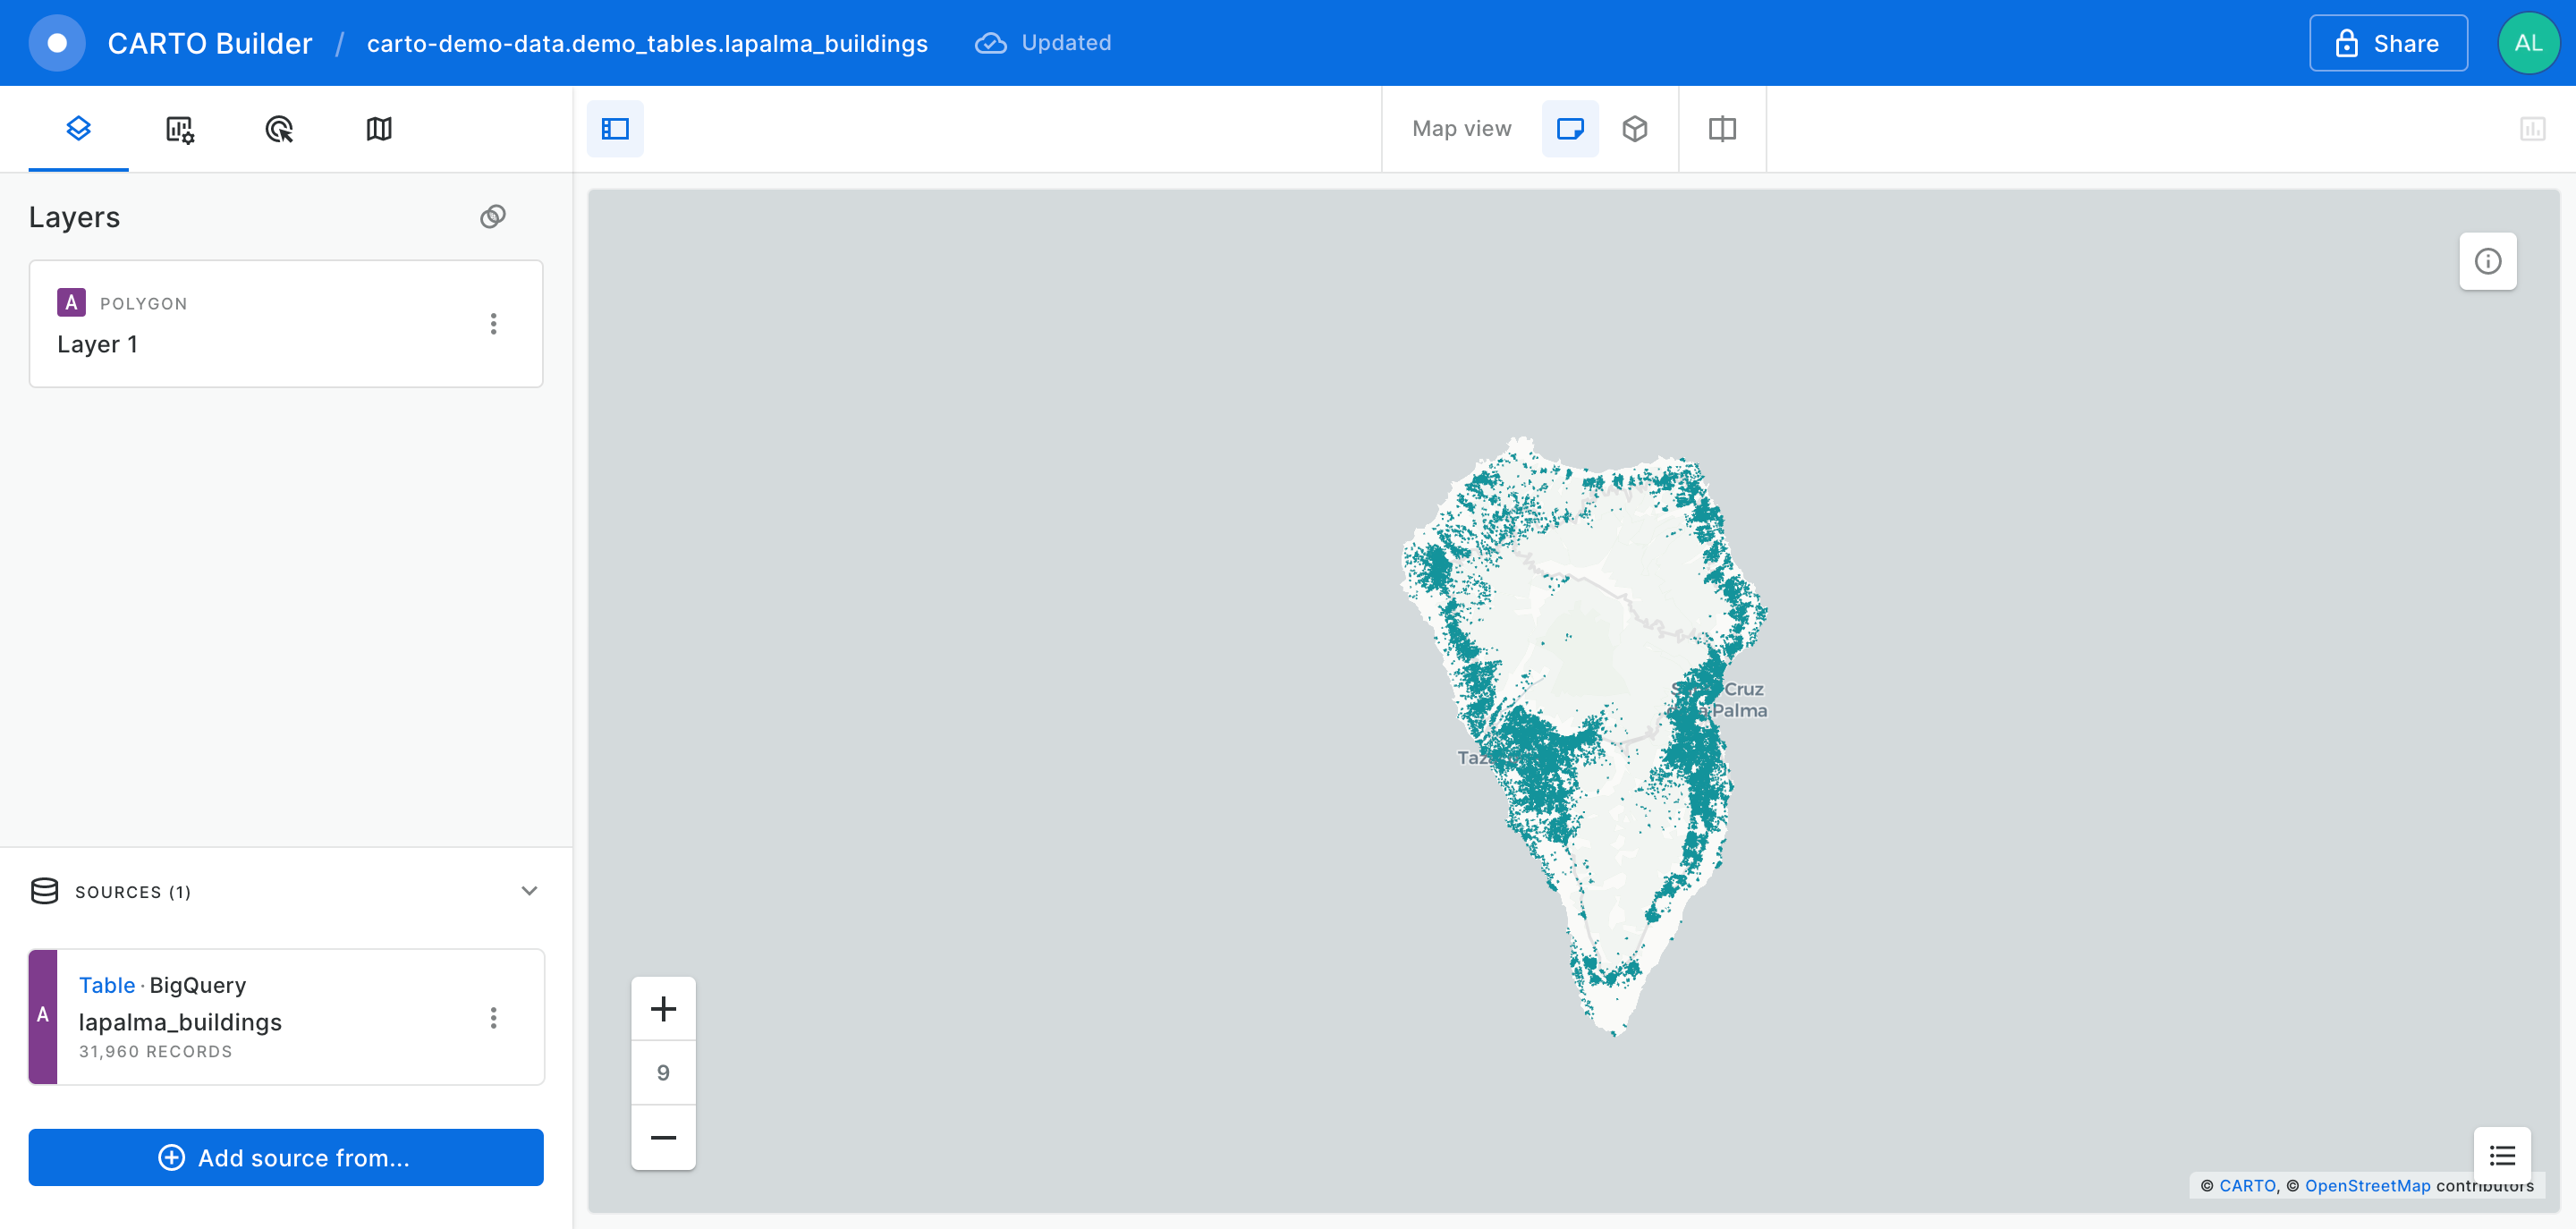 CARTO Builder / carto-demo-data.demo_tables.lapalma_buildings Updated Share AL
Map view
Layers
A POLYGON
Layer 1
Cruz
Palma
SOURCES (1)
A
Table · BigQuery
lapalma_buildings
31,960 RECORDS
Add source from...
9
© CARTO, © OpenStreetMap contributors